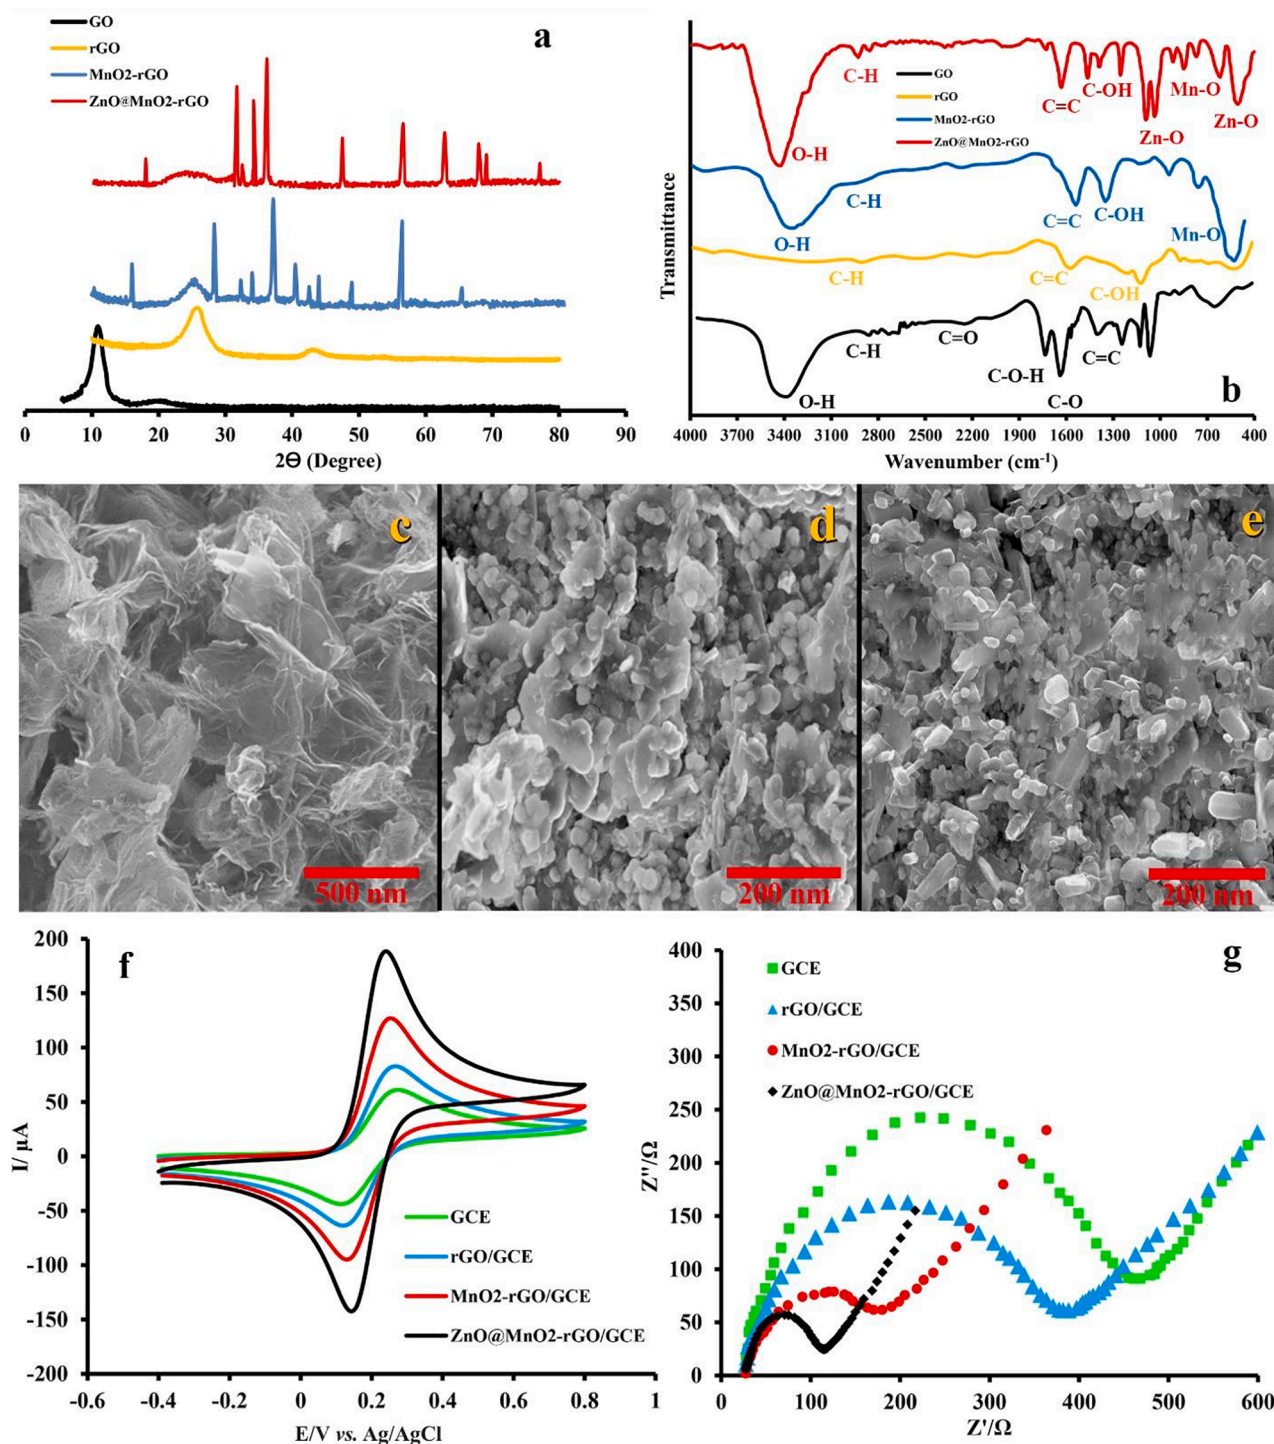 GO
rGO
MnO2-rGO
ZnO@MnO2-rGO
a
0 10 20 30 40 50 60 70 80 90
2Ө (Degree)
b
GO
rGO
MnO2-rGO
ZnO@MnO2-rGO
O-H
C-H
C=C
C-OH
Zn-O
Mn-O
Zn-O
O-H
C-H
C=C
C-OH
Mn-O
C-H
C=C
C-OH
O-H
C-H
C=O
C-O-H
C-O
C=C
Transmittance
4000 3700 3400 3100 2800 2500 2200 1900 1600 1300 1000 700 400
Wavenumber (cm-1)
c
500 nm
d
200 nm
e
200 nm
f
200
150
100
50
0
-50
-100
-150
-200
I/ µA
GCE
rGO/GCE
MnO2-rGO/GCE
ZnO@MnO2-rGO/GCE
-0.6 -0.4 -0.2 0 0.2 0.4 0.6 0.8 1
E/V vs. Ag/AgCl
g
400
350
300
250
200
150
100
50
0
Z"/Ω
GCE
rGO/GCE
MnO2-rGO/GCE
ZnO@MnO2-rGO/GCE
0 100 200 300 400 500 600
Z'/Ω